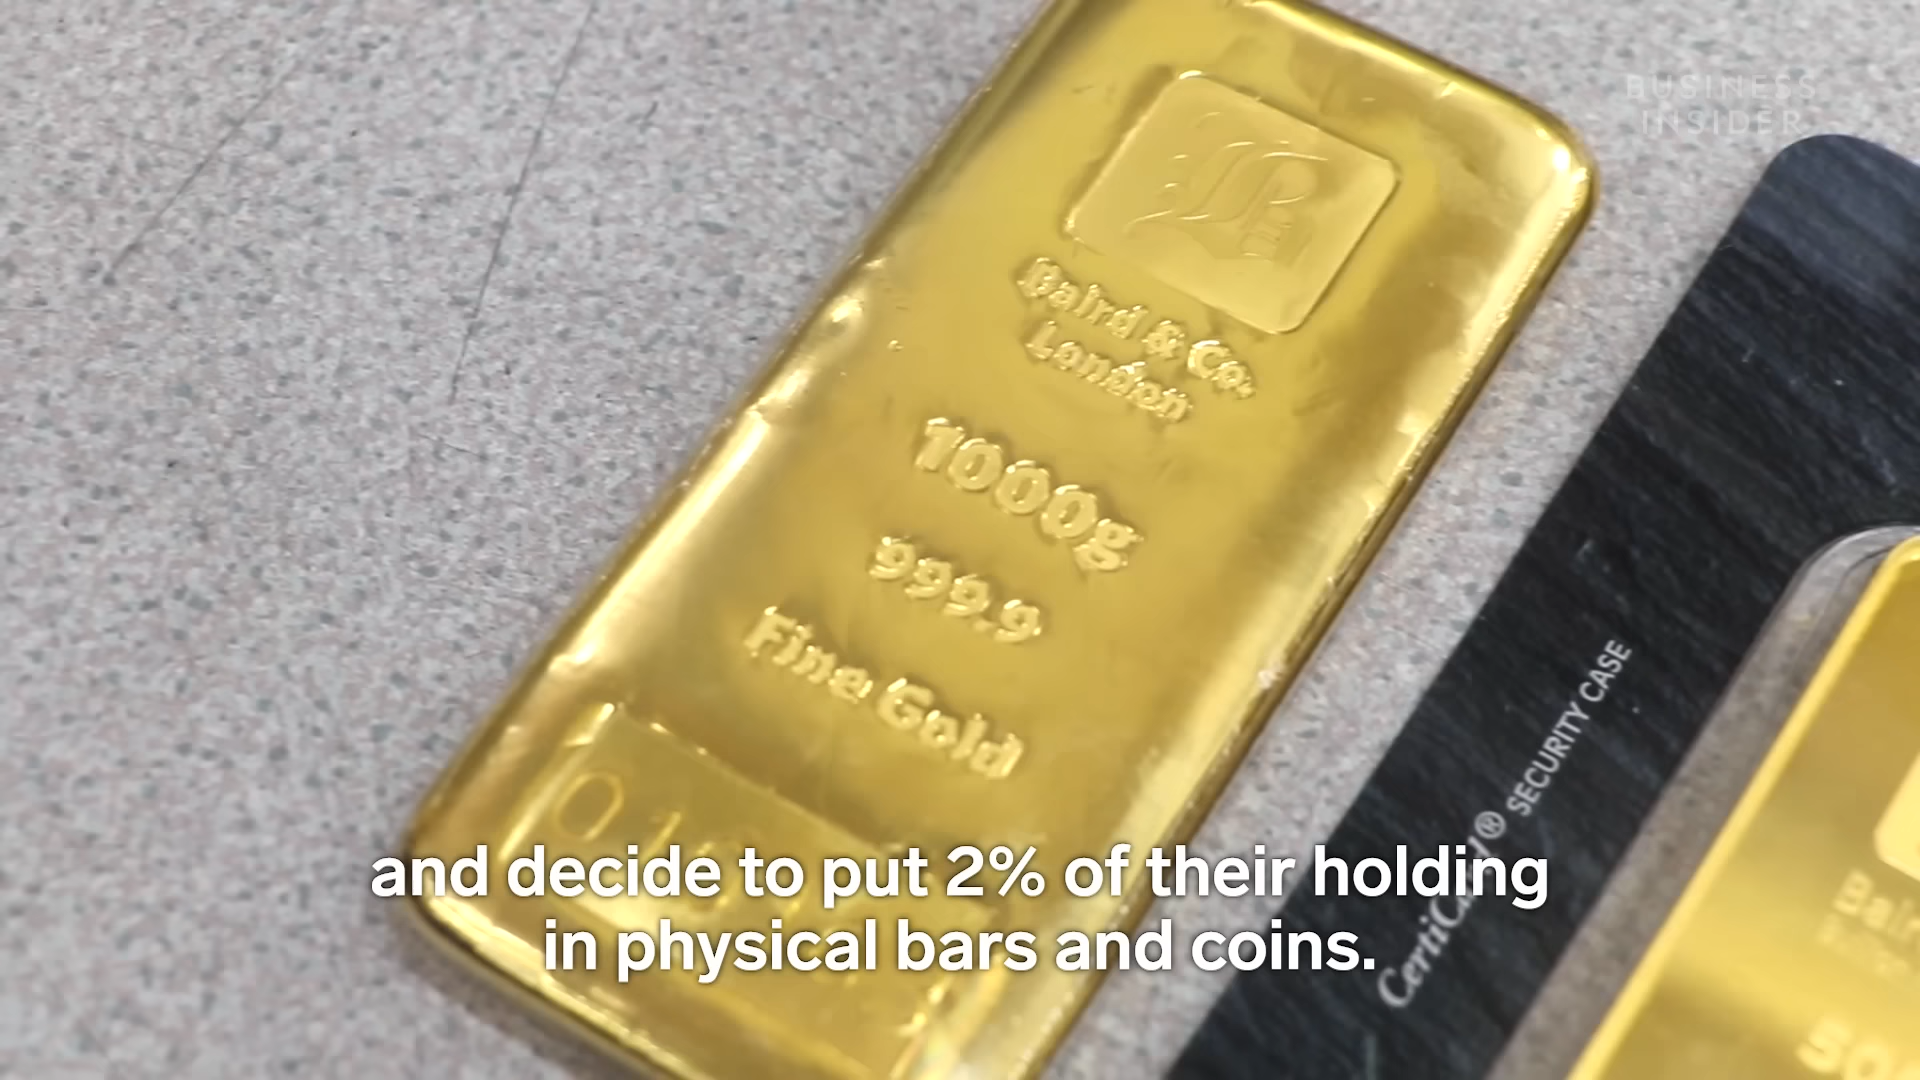 BUSINESS
INSIDER
Baird & Co.
London
1000g
999.9
Fine Gold
CertiCard® SECURITY CASE
and decide to put 2% of their holding
in physical bars and coins.